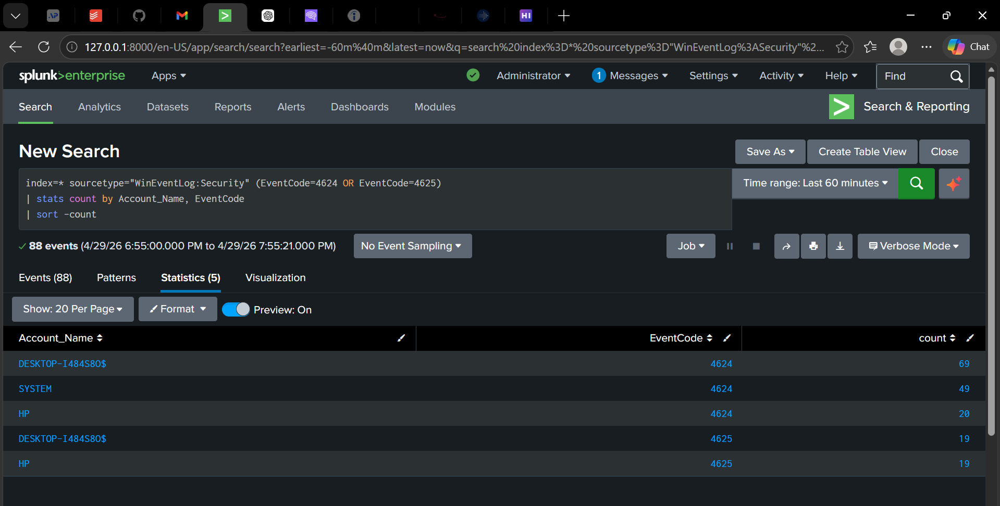 AP
HI
127.0.0.1:8000/en-US/app/search/search?earliest=-60m%40m&latest=now&q=search%20index%3D*%20sourcetype%3D"WinEventLog%3ASecurity"%2...
Chat
splunk>enterprise Apps
Administrator 1 Messages Settings Activity Help Find
Search Analytics Datasets Reports Alerts Dashboards Modules
Search & Reporting
New Search
Save As Create Table View Close
index=* sourcetype="WinEventLog:Security" (EventCode=4624 OR EventCode=4625)
| stats count by Account_Name, EventCode
| sort -count
Time range: Last 60 minutes
88 events (4/29/26 6:55:00.000 PM to 4/29/26 7:55:21.000 PM) No Event Sampling
Job Verbose Mode
Events (88) Patterns Statistics (5) Visualization
Show: 20 Per Page Format Preview: On
Account_Name EventCode count
DESKTOP-I484S8O$ 4624 69
SYSTEM 4624 49
HP 4624 20
DESKTOP-I484S8O$ 4625 19
HP 4625 19